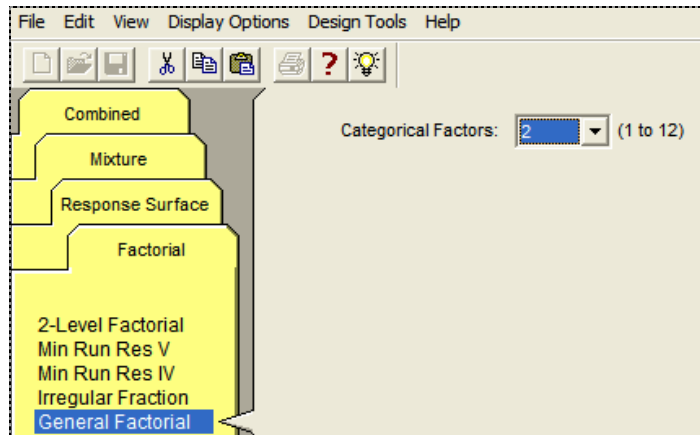 File Edit View Display Options Design Tools Help
Combined
Mixture
Response Surface
Factorial
2-Level Factorial
Min Run Res V
Min Run Res IV
Irregular Fraction
General Factorial
Categorical Factors: 2 (1 to 12)